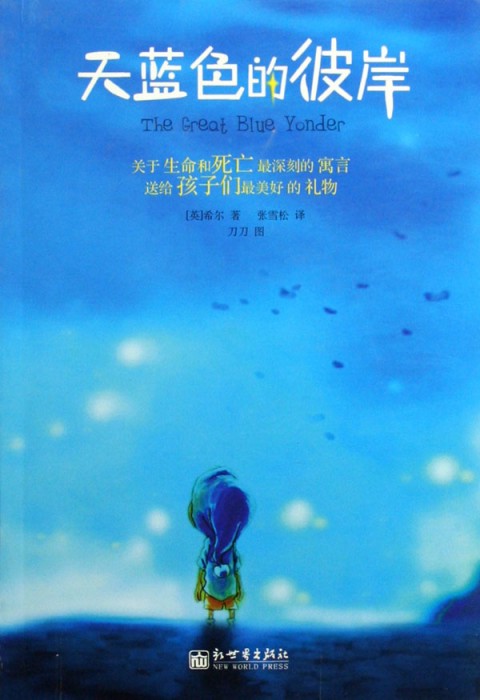 天蓝色的彼岸
The Great Blue Yonder
关于生命和死亡最深刻的寓言
送给孩子们最美好的礼物
[英]希尔 著 张雪松 译
刀刀 图
新世界出版社
NEW WORLD PRESS